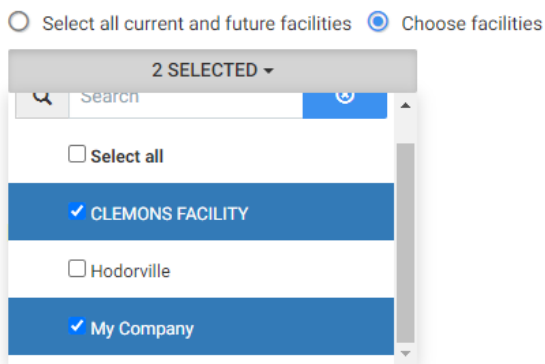 Select all current and future facilities Choose facilities
2 SELECTED
Search
Select all
CLEMONS FACILITY
Hodorville
My Company